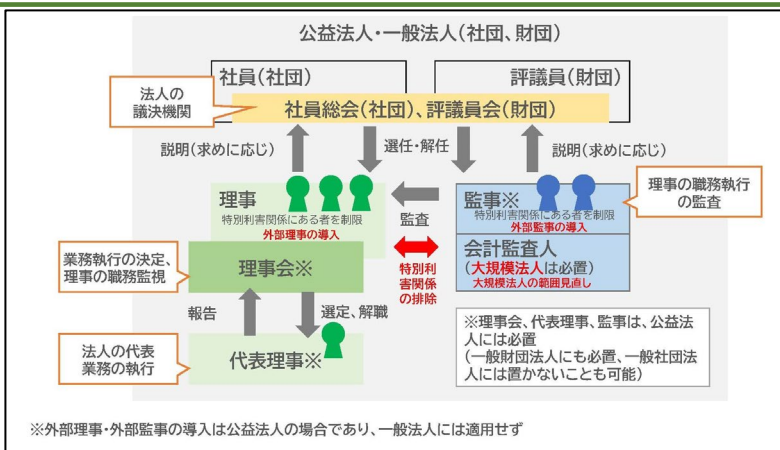 公益法人・一般法人(社団、財団)
社員(社団)
評議員(財団)
法人の
議決機関
社員総会(社団)、評議員会(財団)
説明(求めに応じ)
選任・解任
説明(求めに応じ)
理事
特別利害関係にある者を制限
外部理事の導入
監査
監事※
特別利害関係にある者を制限
外部監事の導入
理事の職務執行
の監査
業務執行の決定、
理事の職務監視
理事会※
特別利
害関係
の排除
会計監査人
(大規模法人は必置)
大規模法人の範囲見直し
報告
選定、解職
法人の代表
業務の執行
代表理事※
※理事会、代表理事、監事は、公益法
人には必置
(一般財団法人にも必置、一般社団法
人には置かないことも可能)
※外部理事・外部監事の導入は公益法人の場合であり、一般法人には適用せず